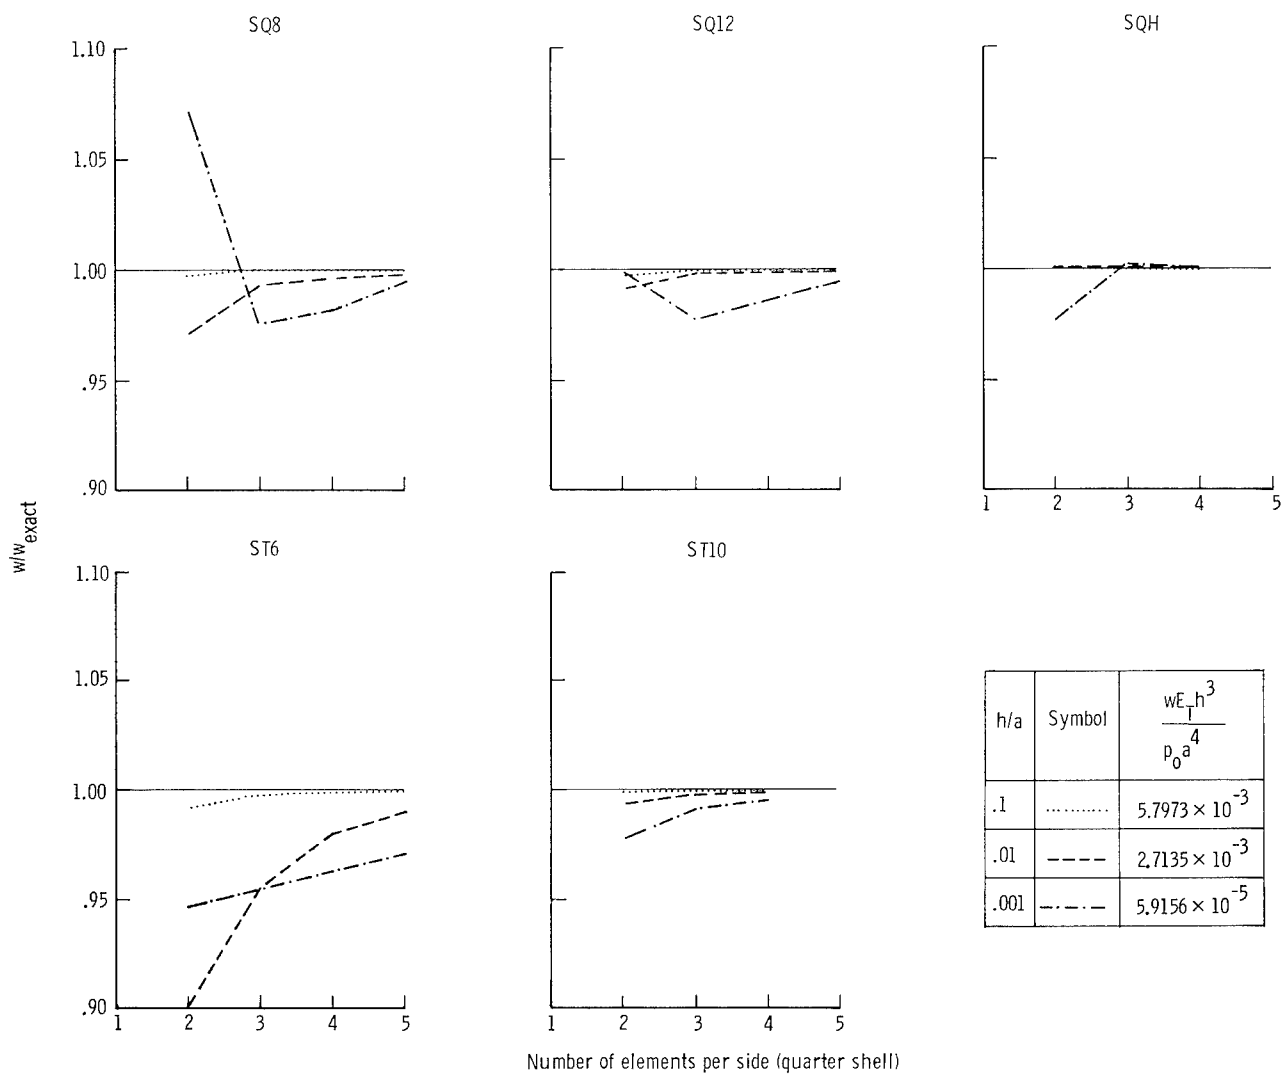 SQ8
SQ12
SQH
1.10
1.05
1.00
.95
.90
1 2 3 4 5
w/w_exact
ST6
ST10
1.10
1.05
1.00
.95
.90
1 2 3 4 5
1 2 3 4 5
h/a Symbol wE_T h^3 / p_0 a^4
.1 5.7973 × 10^-3
.01 2.7135 × 10^-3
.001 5.9156 × 10^-5
Number of elements per side (quarter shell)